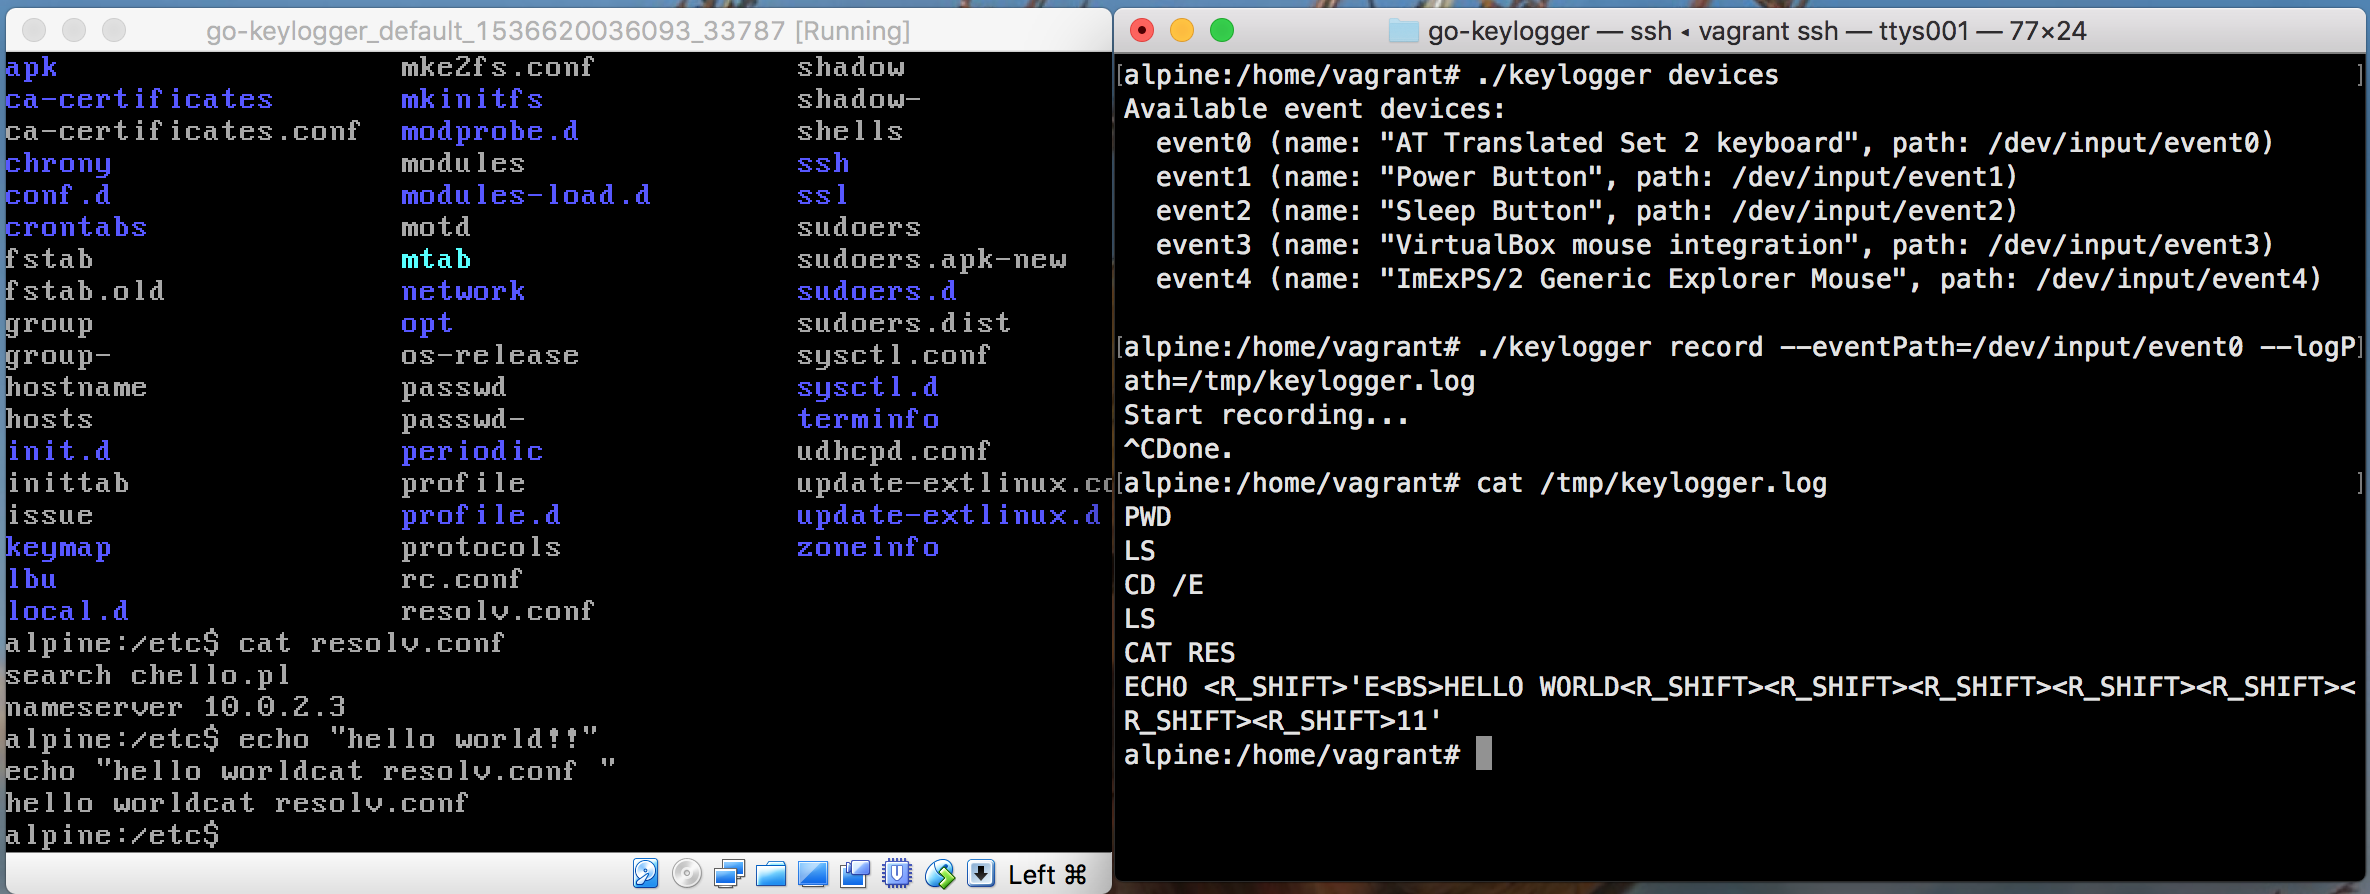 go-keylogger_default_1536620036093_33787 [Running]
apk mke2fs.conf shadow
ca-certificates mkinitfs shadow-
ca-certificates.conf modprobe.d shells
chrony modules ssh
conf.d modules-load.d ssl
crontabs motd sudoers
fstab mtab sudoers.apk-new
fstab.old network sudoers.d
group opt sudoers.dist
group- os-release sysctl.conf
hostname passwd sysctl.d
hosts passwd- terminfo
init.d periodic udhcpd.conf
inittab profile update-extlinux.co
issue profile.d update-extlinux.d
keymap protocols zoneinfo
lbu rc.conf
local.d resolv.conf
alpine:/etc$ cat resolv.conf
search chello.pl
nameserver 10.0.2.3
alpine:/etc$ echo "hello world!!"
echo "hello worldcat resolv.conf "
hello worldcat resolv.conf
alpine:/etc$
Left ⌘
go-keylogger — ssh ◂ vagrant ssh — ttys001 — 77×24
[alpine:/home/vagrant# ./keylogger devices ]
Available event devices:
event0 (name: "AT Translated Set 2 keyboard", path: /dev/input/event0)
event1 (name: "Power Button", path: /dev/input/event1)
event2 (name: "Sleep Button", path: /dev/input/event2)
event3 (name: "VirtualBox mouse integration", path: /dev/input/event3)
event4 (name: "ImExPS/2 Generic Explorer Mouse", path: /dev/input/event4)
[alpine:/home/vagrant# ./keylogger record --eventPath=/dev/input/event0 --logP]
ath=/tmp/keylogger.log
Start recording...
^CDone.
[alpine:/home/vagrant# cat /tmp/keylogger.log ]
PWD
LS
CD /E
LS
CAT RES
ECHO <R_SHIFT>'E<BS>HELLO WORLD<R_SHIFT><R_SHIFT><R_SHIFT><R_SHIFT><R_SHIFT><
R_SHIFT><R_SHIFT>11'
alpine:/home/vagrant#